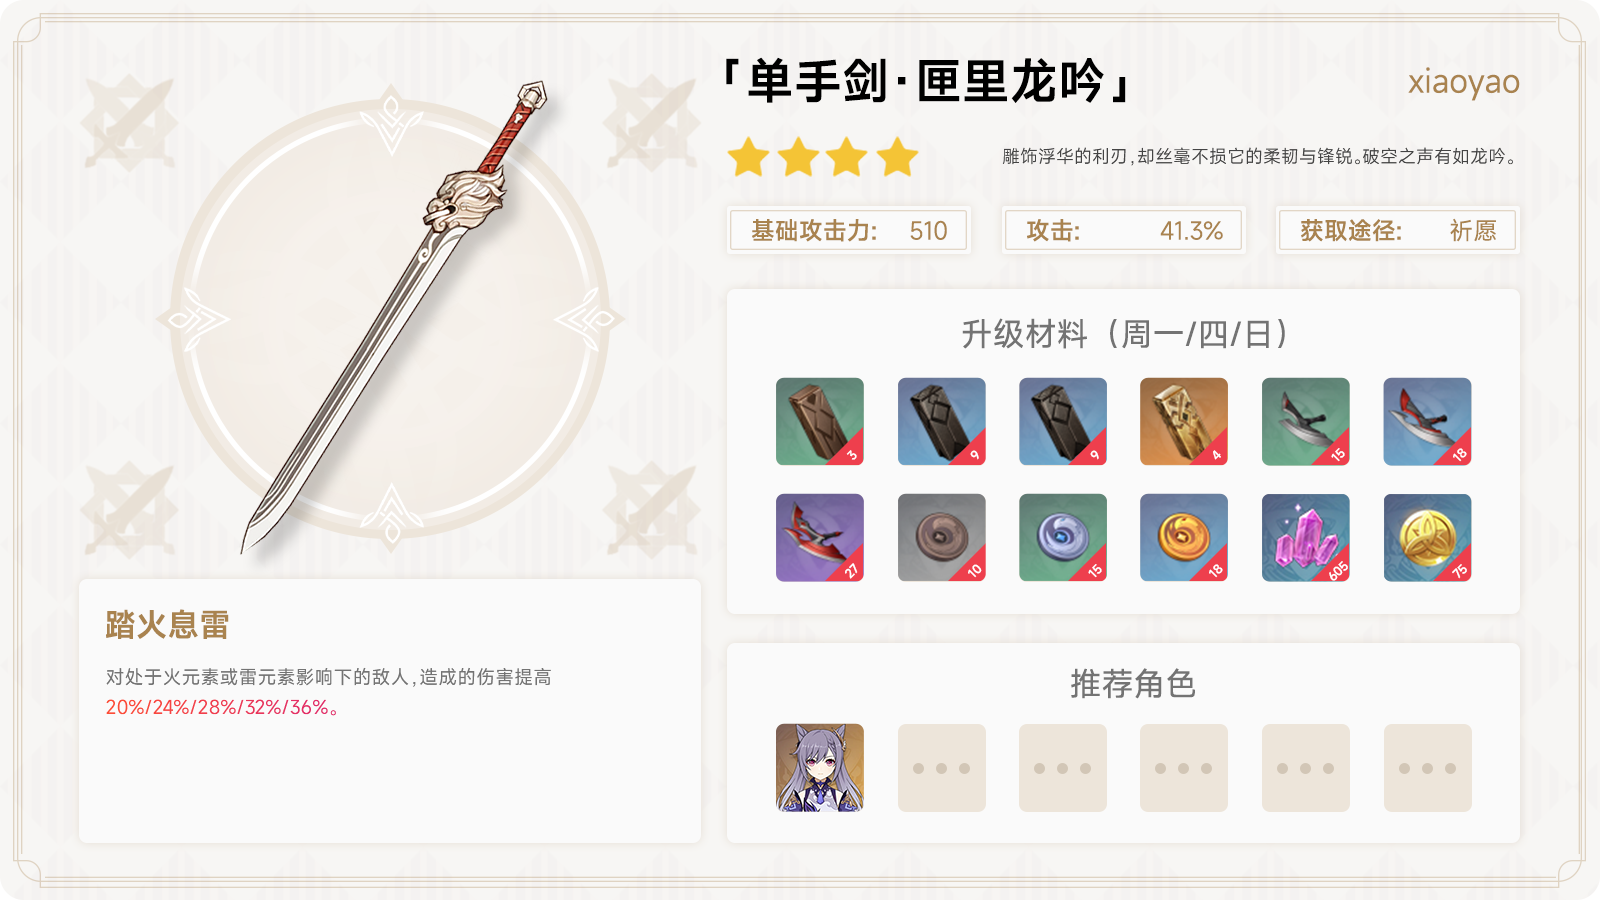 「单手剑·匣里龙吟」
xiaoyao
雕饰浮华的利刃,却丝毫不损它的柔韧与锋锐。破空之声有如龙吟。
基础攻击力: 510
攻击: 41.3%
获取途径: 祈愿
升级材料（周一/四/日）
3
9
9
4
15
18
27
10
15
18
605
75
踏火息雷
对处于火元素或雷元素影响下的敌人,造成的伤害提高
20%/24%/28%/32%/36%。
推荐角色